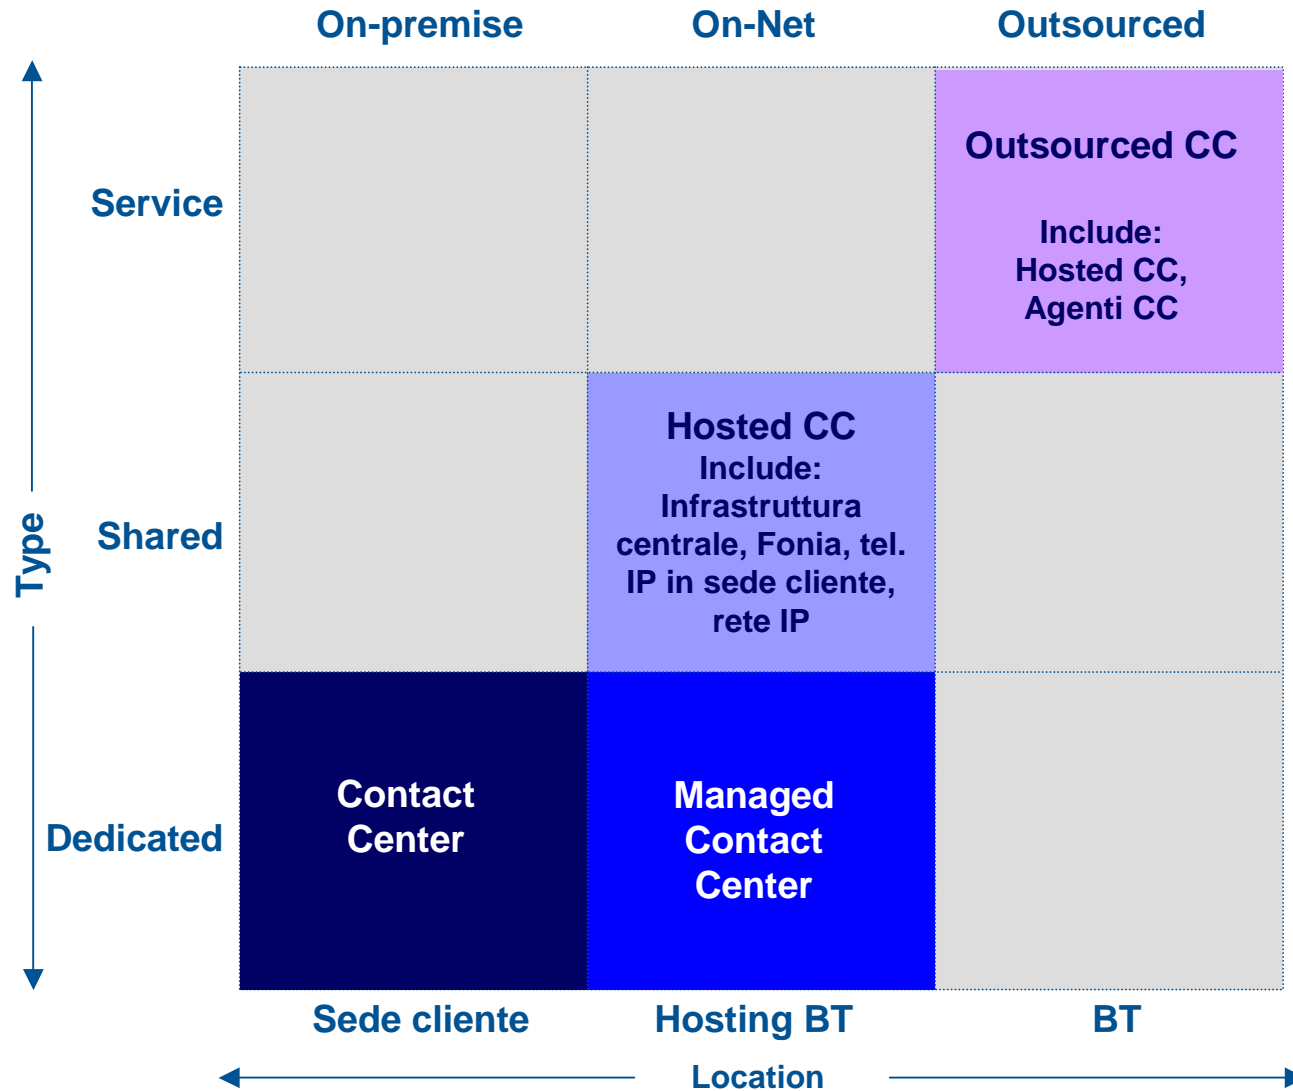 On-premise
On-Net
Outsourced
Service
Outsourced CC
Include:
Hosted CC,
Agenti CC
Type
Shared
Hosted CC
Include:
Infrastruttura
centrale, Fonia, tel.
IP in sede cliente,
rete IP
Dedicated
Contact
Center
Managed
Contact
Center
Sede cliente
Hosting BT
BT
Location